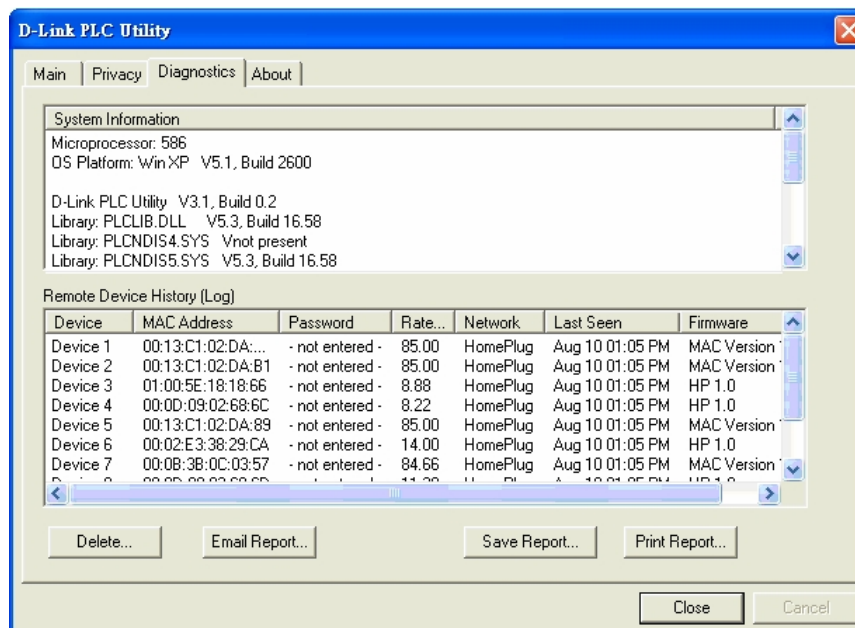 D-Link PLC Utility
Main Privacy Diagnostics About
System Information
Microprocessor: 586
OS Platform: Win XP V5.1, Build 2600
D-Link PLC Utility V3.1, Build 0.2
Library: PLCLIB.DLL V5.3, Build 16.58
Library: PLCNDIS4.SYS Vnot present
Library: PLCNDIS5.SYS V5.3, Build 16.58
Remote Device History (Log)
Device MAC Address Password Rate... Network Last Seen Firmware
Device 1 00:13:C1:02:DA:... - not entered - 85.00 HomePlug Aug 10 01:05 PM MAC Version
Device 2 00:13:C1:02:DA:B1 - not entered - 85.00 HomePlug Aug 10 01:05 PM MAC Version
Device 3 01:00:5E:18:18:66 - not entered - 8.88 HomePlug Aug 10 01:05 PM HP 1.0
Device 4 00:0D:09:02:68:6C - not entered - 8.22 HomePlug Aug 10 01:05 PM HP 1.0
Device 5 00:13:C1:02:DA:89 - not entered - 85.00 HomePlug Aug 10 01:05 PM MAC Version
Device 6 00:02:E3:38:29:CA - not entered - 14.00 HomePlug Aug 10 01:05 PM HP 1.0
Device 7 00:0B:3B:0C:03:57 - not entered - 84.66 HomePlug Aug 10 01:05 PM MAC Version
Delete... Email Report... Save Report... Print Report...
Close Cancel